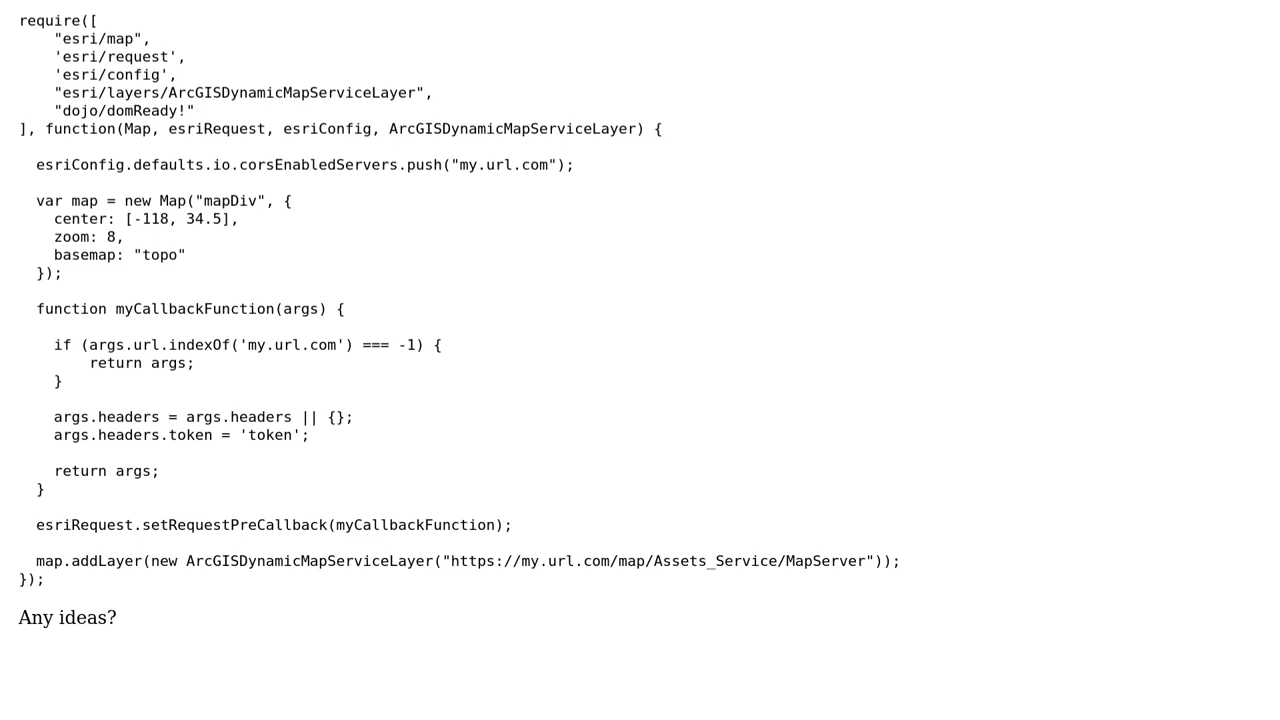 require([
    "esri/map",
    'esri/request',
    'esri/config',
    "esri/layers/ArcGISDynamicMapServiceLayer",
    "dojo/domReady!"
], function(Map, esriRequest, esriConfig, ArcGISDynamicMapServiceLayer) {

  esriConfig.defaults.io.corsEnabledServers.push("my.url.com");

  var map = new Map("mapDiv", {
    center: [-118, 34.5],
    zoom: 8,
    basemap: "topo"
  });

  function myCallbackFunction(args) {

    if (args.url.indexOf('my.url.com') === -1) {
        return args;
    }

    args.headers = args.headers || {};
    args.headers.token = 'token';

    return args;
  }

  esriRequest.setRequestPreCallback(myCallbackFunction);

  map.addLayer(new ArcGISDynamicMapServiceLayer("https://my.url.com/map/Assets_Service/MapServer"));
});

Any ideas?